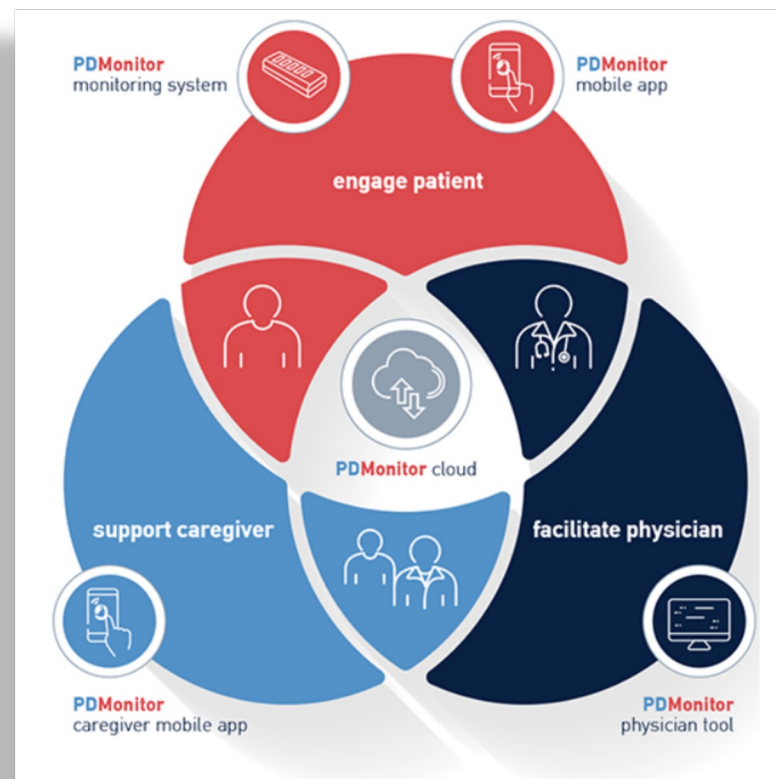 PDMonitor
monitoring system
PDMonitor
mobile app
engage patient
PDMonitor cloud
support caregiver
facilitate physician
PDMonitor
caregiver mobile app
PDMonitor
physician tool